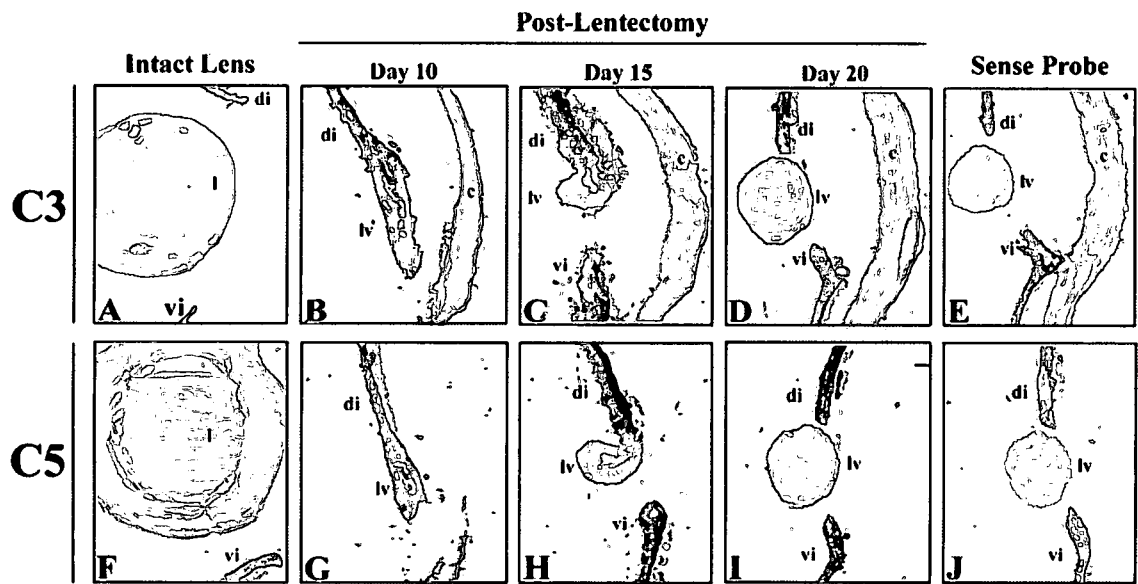 Post-Lentectomy
Intact Lens Day 10 Day 15 Day 20 Sense Probe
C3
di
l
vi
A
di
c
lv
B
di
lv
vi
c
C
di
c
lv
vi
D
di
c
lv
vi
E
C5
l
vi
F
di
lv
G
di
lv
vi
H
di
lv
vi
I
di
lv
vi
J